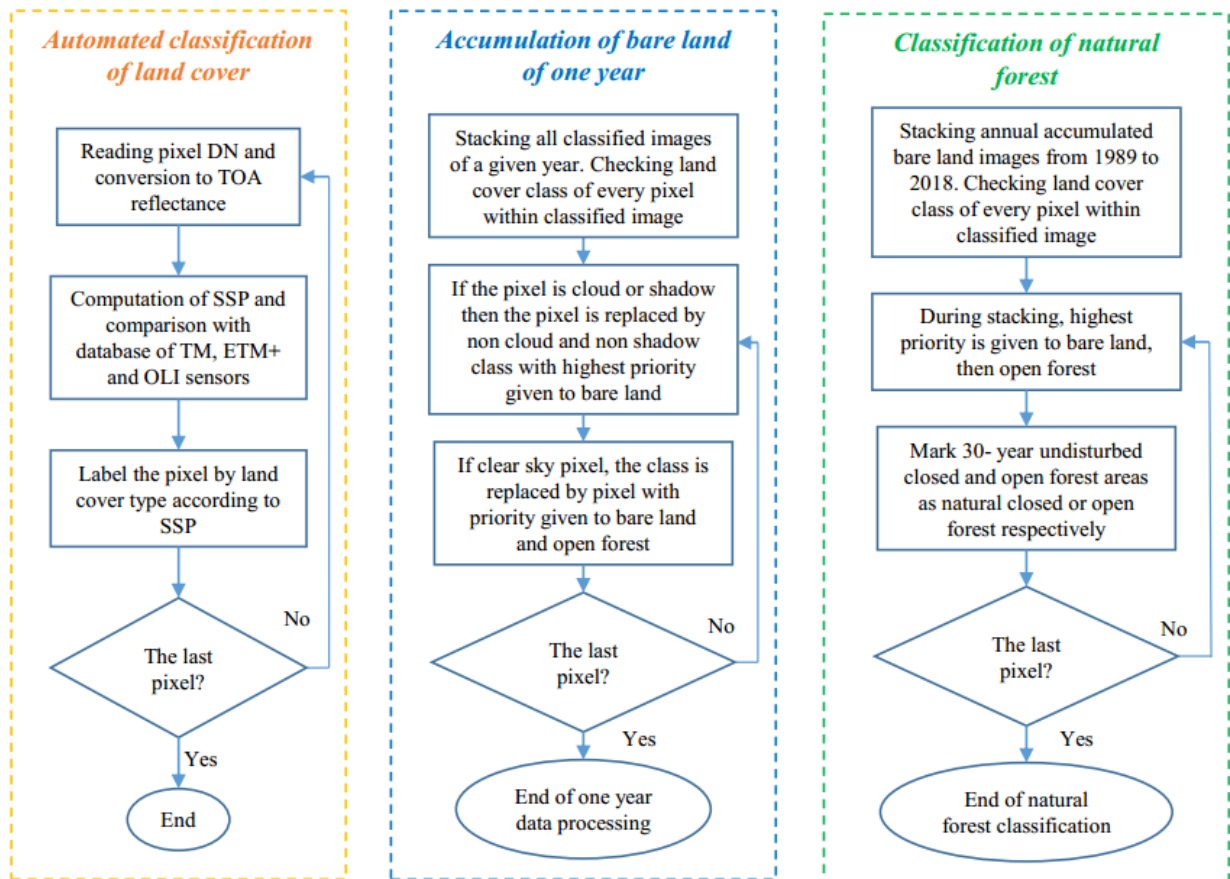 Automated classification
of land cover
Reading pixel DN and
conversion to TOA
reflectance
Computation of SSP and
comparison with
database of TM, ETM+
and OLI sensors
Label the pixel by land
cover type according to
SSP
No
The last
pixel?
Yes
End
Accumulation of bare land
of one year
Stacking all classified images
of a given year. Checking land
cover class of every pixel
within classified image
If the pixel is cloud or shadow
then the pixel is replaced by
non cloud and non shadow
class with highest priority
given to bare land
If clear sky pixel, the class is
replaced by pixel with
priority given to bare land
and open forest
No
The last
pixel?
Yes
End of one year
data processing
Classification of natural
forest
Stacking annual accumulated
bare land images from 1989 to
2018. Checking land cover
class of every pixel within
classified image
During stacking, highest
priority is given to bare land,
then open forest
Mark 30- year undisturbed
closed and open forest areas
as natural closed or open
forest respectively
No
The last
pixel?
Yes
End of natural
forest classification